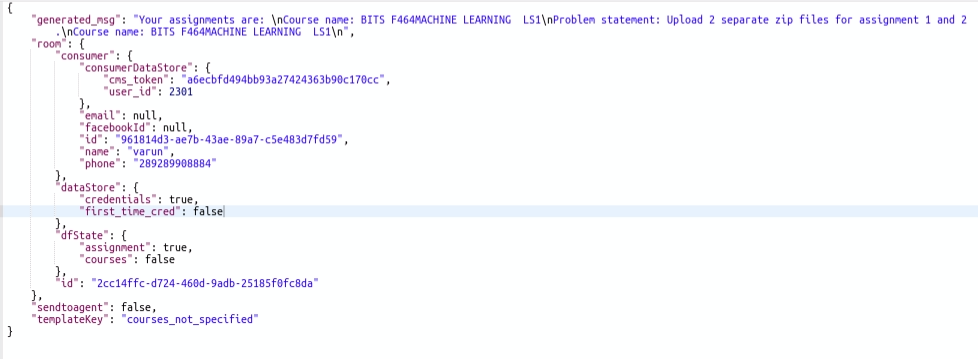 {
"generated_msg": "Your assignments are: \nCourse name: BITS F464MACHINE LEARNING  LS1\nProblem statement: Upload 2 separate zip files for assignment 1 and 2
.\nCourse name: BITS F464MACHINE LEARNING  LS1\n",
"room": {
"consumer": {
"consumerDataStore": {
"cms_token": "a6ecbfd494bb93a27424363b90c170cc",
"user_id": 2301
},
"email": null,
"facebookId": null,
"id": "961814d3-ae7b-43ae-89a7-c5e483d7fd59",
"name": "varun",
"phone": "289289908884"
},
"dataStore": {
"credentials": true,
"first_time_cred": false
},
"dfState": {
"assignment": true,
"courses": false
},
"id": "2cc14ffc-d724-460d-9adb-25185f0fc8da"
},
"sendtoagent": false,
"templateKey": "courses_not_specified"
}